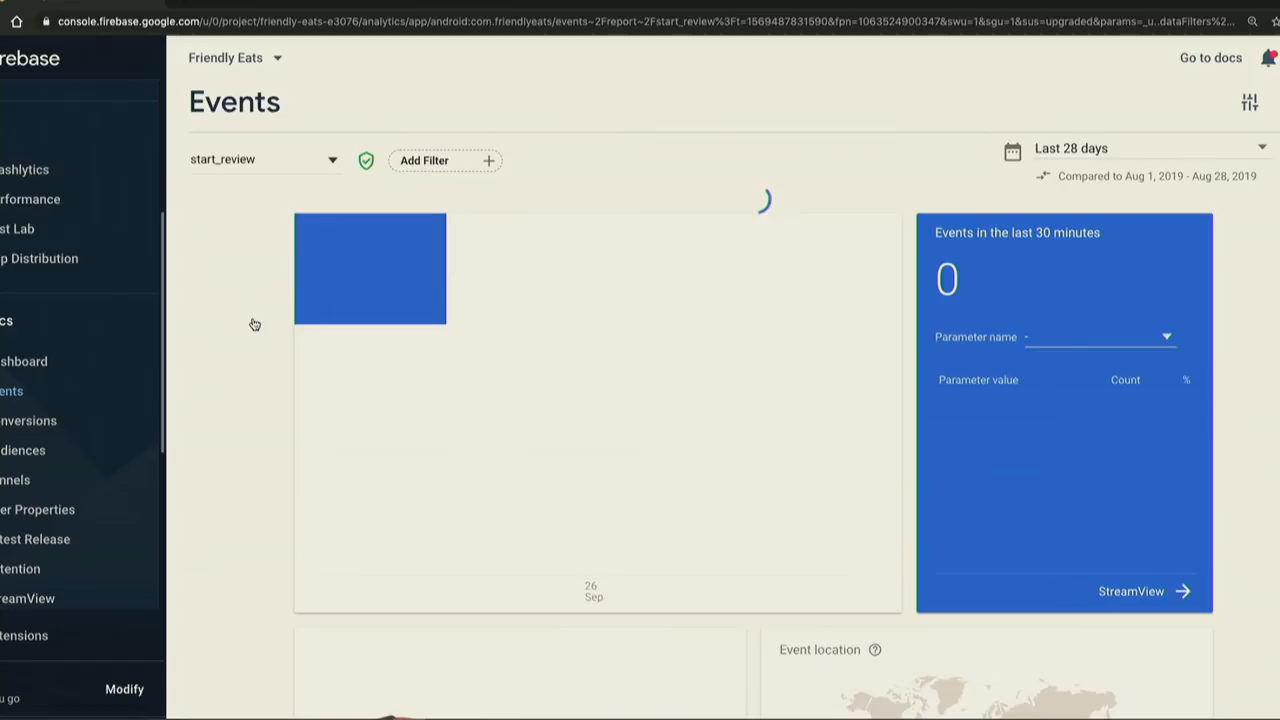 console.firebase.google.com/u/0/project/friendly-eats-e3076/analytics/app/android:com.friendlyeats/events~2Freport~2Fstart_review%3Ft=1569487831590&fpn=1063524900347&swu=1&sgu=1&sus=upgraded&params=_u..dataFilters%2...
rebase
Friendly Eats
Go to docs
Events
start_review
Add Filter
Last 28 days
Compared to Aug 1, 2019 - Aug 28, 2019
ashlytics
rformance
st Lab
p Distribution
cs
shboard
ents
nversions
diences
nnels
er Properties
test Release
tention
reamView
tensions
u go
Modify
Events in the last 30 minutes
0
Parameter name -
Parameter value Count %
StreamView
26
Sep
Event location